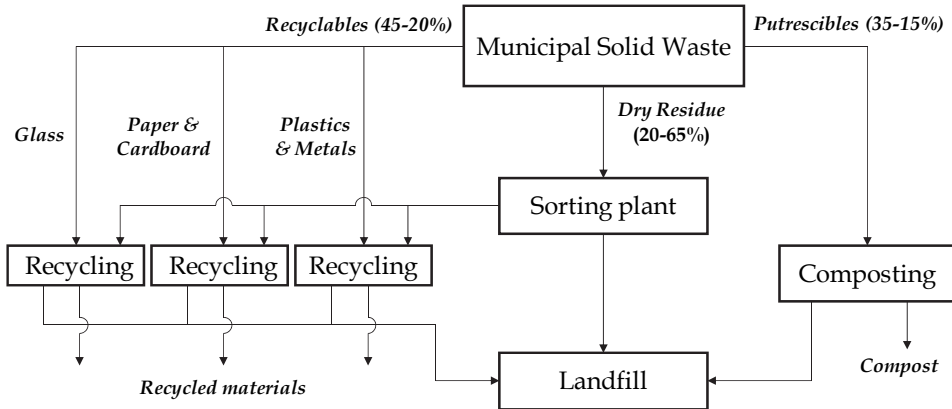 Recyclables (45-20%)
Municipal Solid Waste
Putrescibles (35-15%)
Glass
Paper &
Cardboard
Plastics
& Metals
Dry Residue
(20-65%)
Sorting plant
Recycling
Recycling
Recycling
Composting
Recycled materials
Landfill
Compost